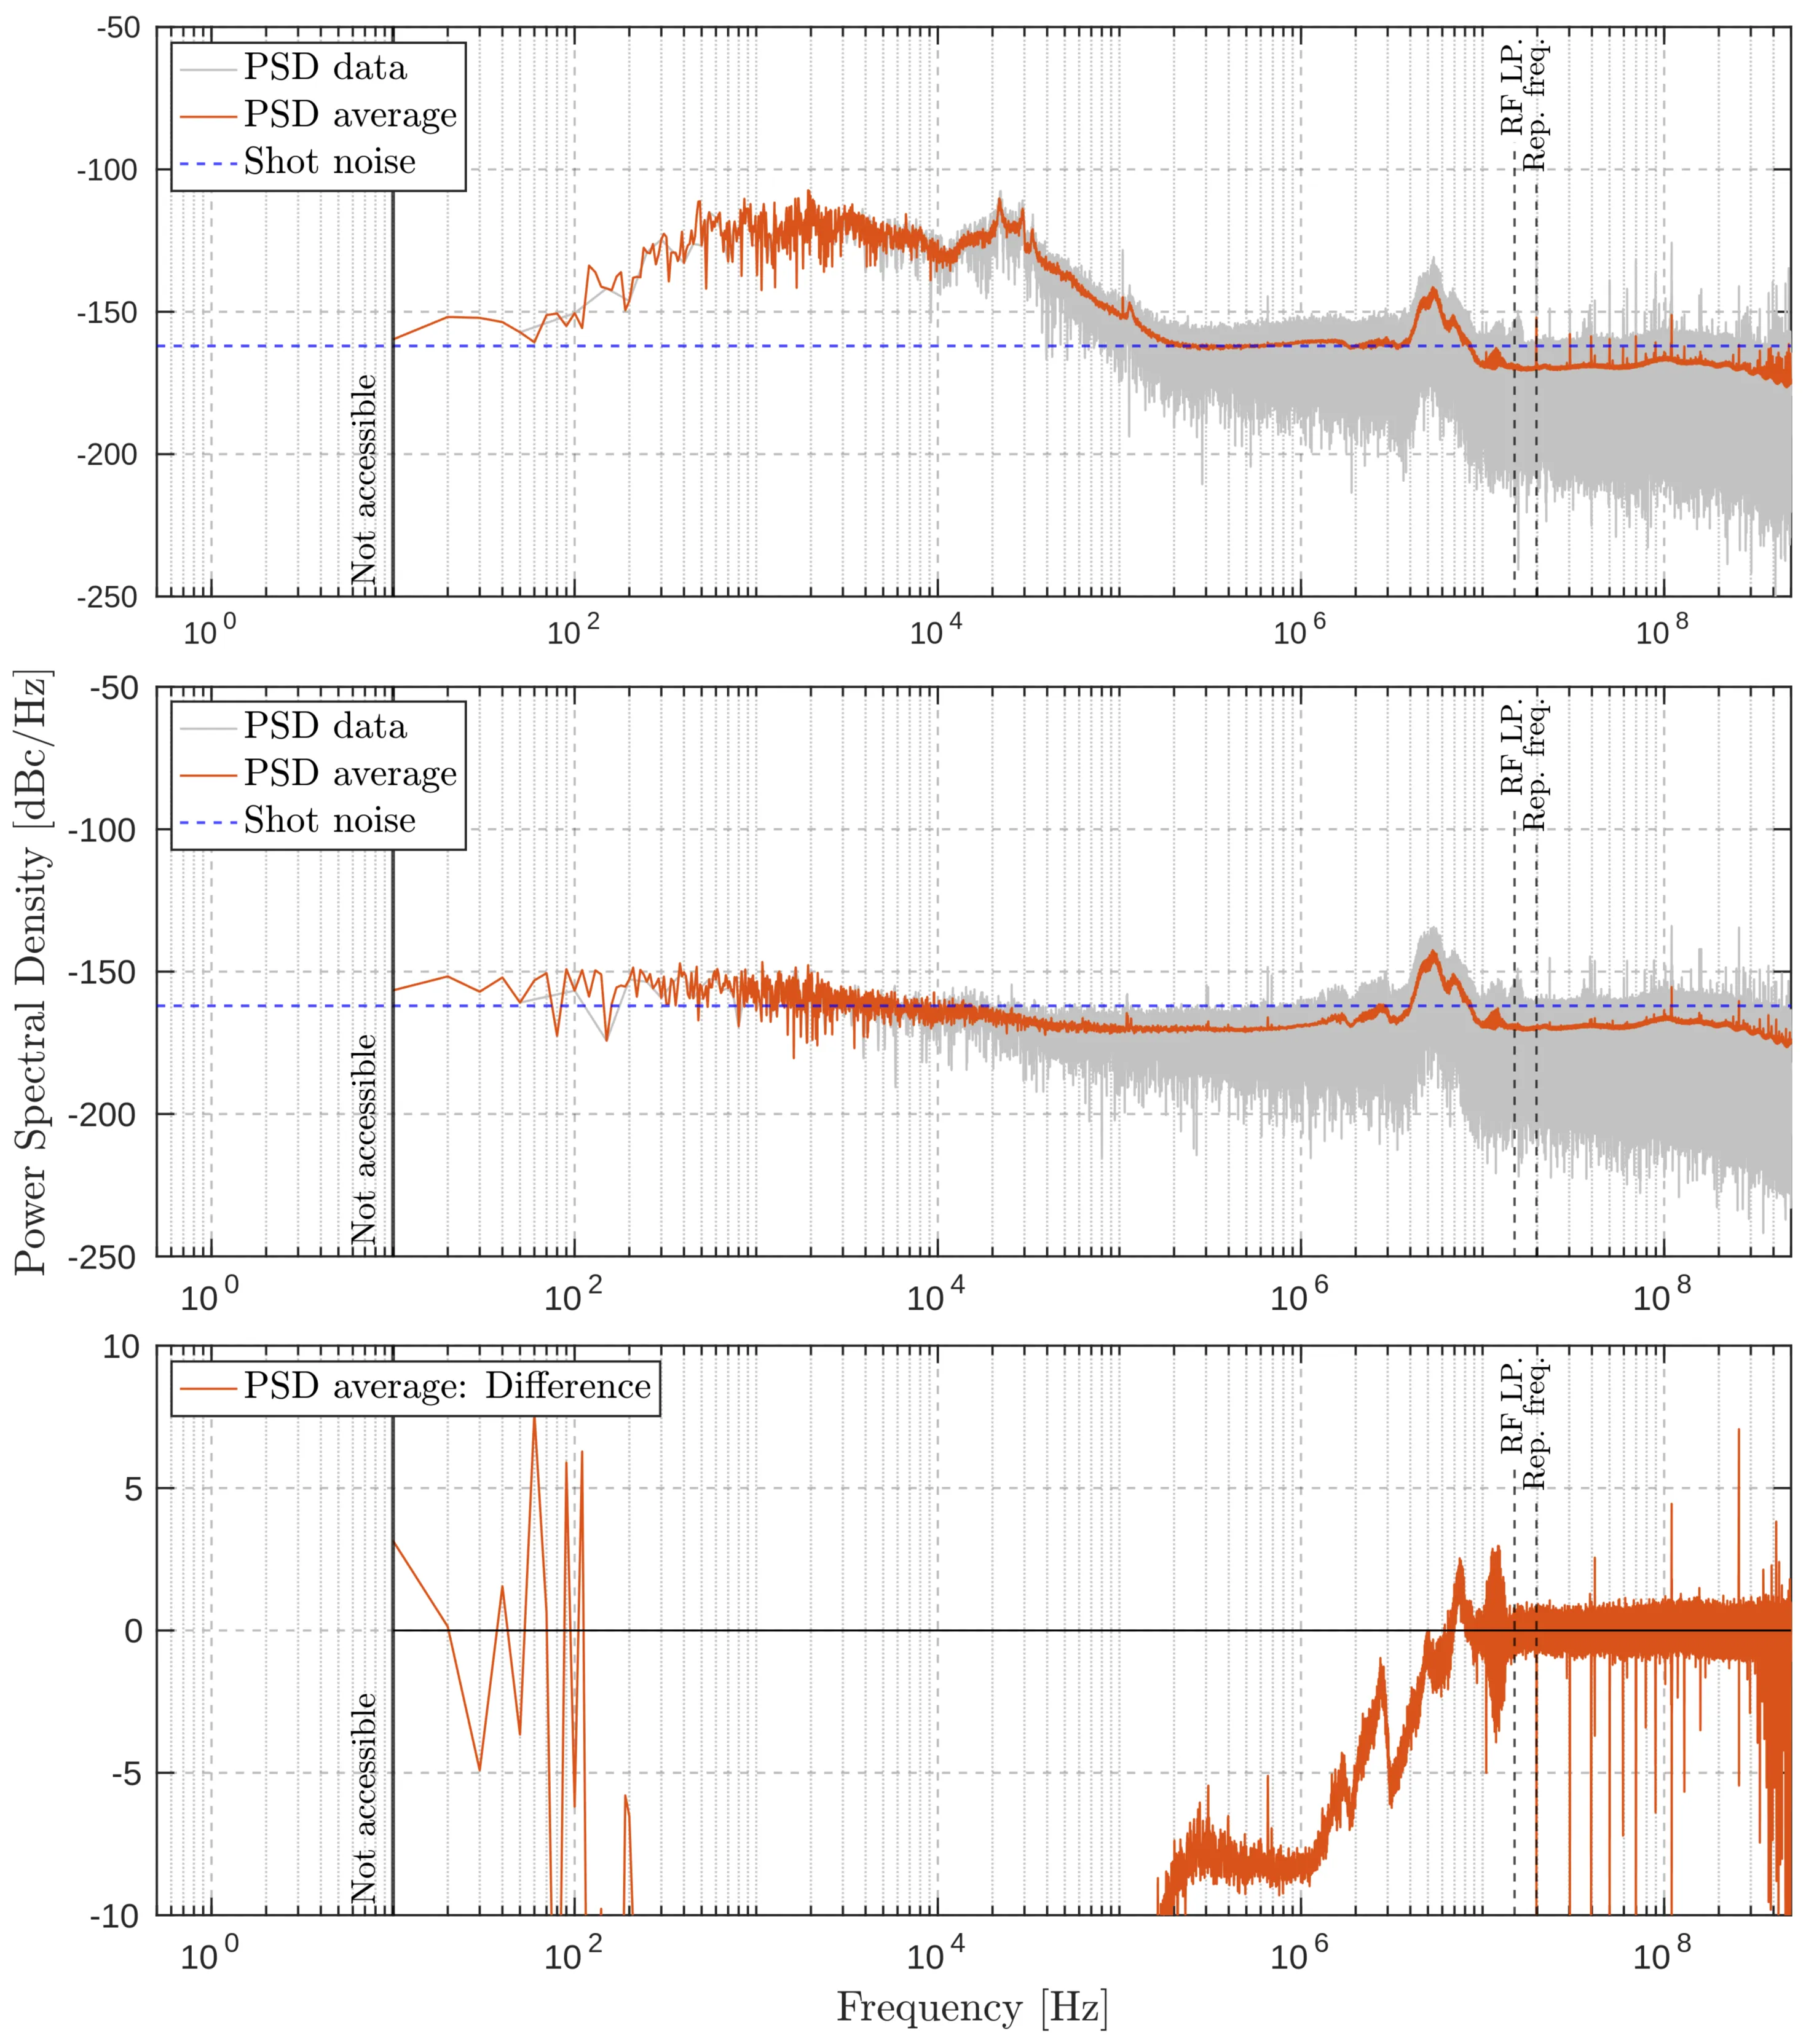 -50
-100
-150
-200
-250
PSD data
PSD average
Shot noise
Not accessible
RF LP.
Rep. freq.
10^0 10^2 10^4 10^6 10^8
Power Spectral Density [dBc/Hz]
-50
-100
-150
-200
-250
PSD data
PSD average
Shot noise
Not accessible
RF LP.
Rep. freq.
10^0 10^2 10^4 10^6 10^8
10
5
0
-5
-10
PSD average: Difference
Not accessible
RF LP.
Rep. freq.
10^0 10^2 10^4 10^6 10^8
Frequency [Hz]